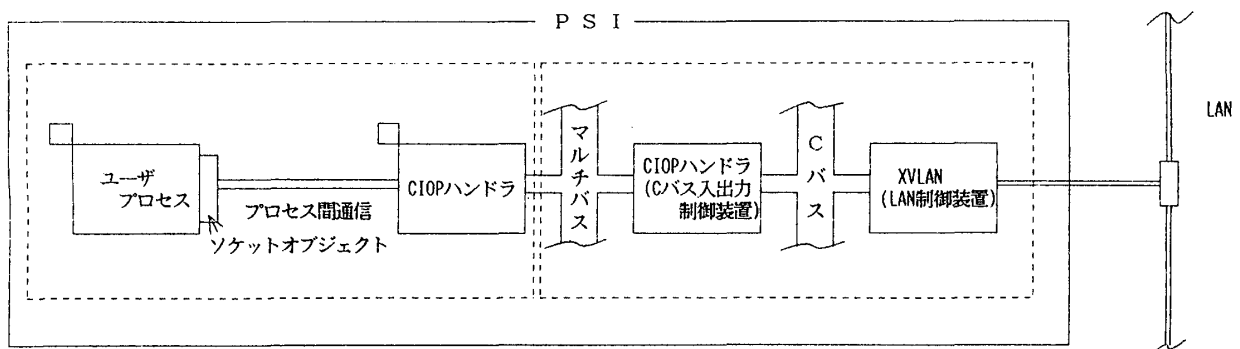 PSI
LAN
ユーザ
プロセス
プロセス間通信
ソケットオブジェクト
CIOPハンドラ
マルチバス
CIOPハンドラ
(Cバス入出力
制御装置)
Cバス
XVLAN
(LAN制御装置)